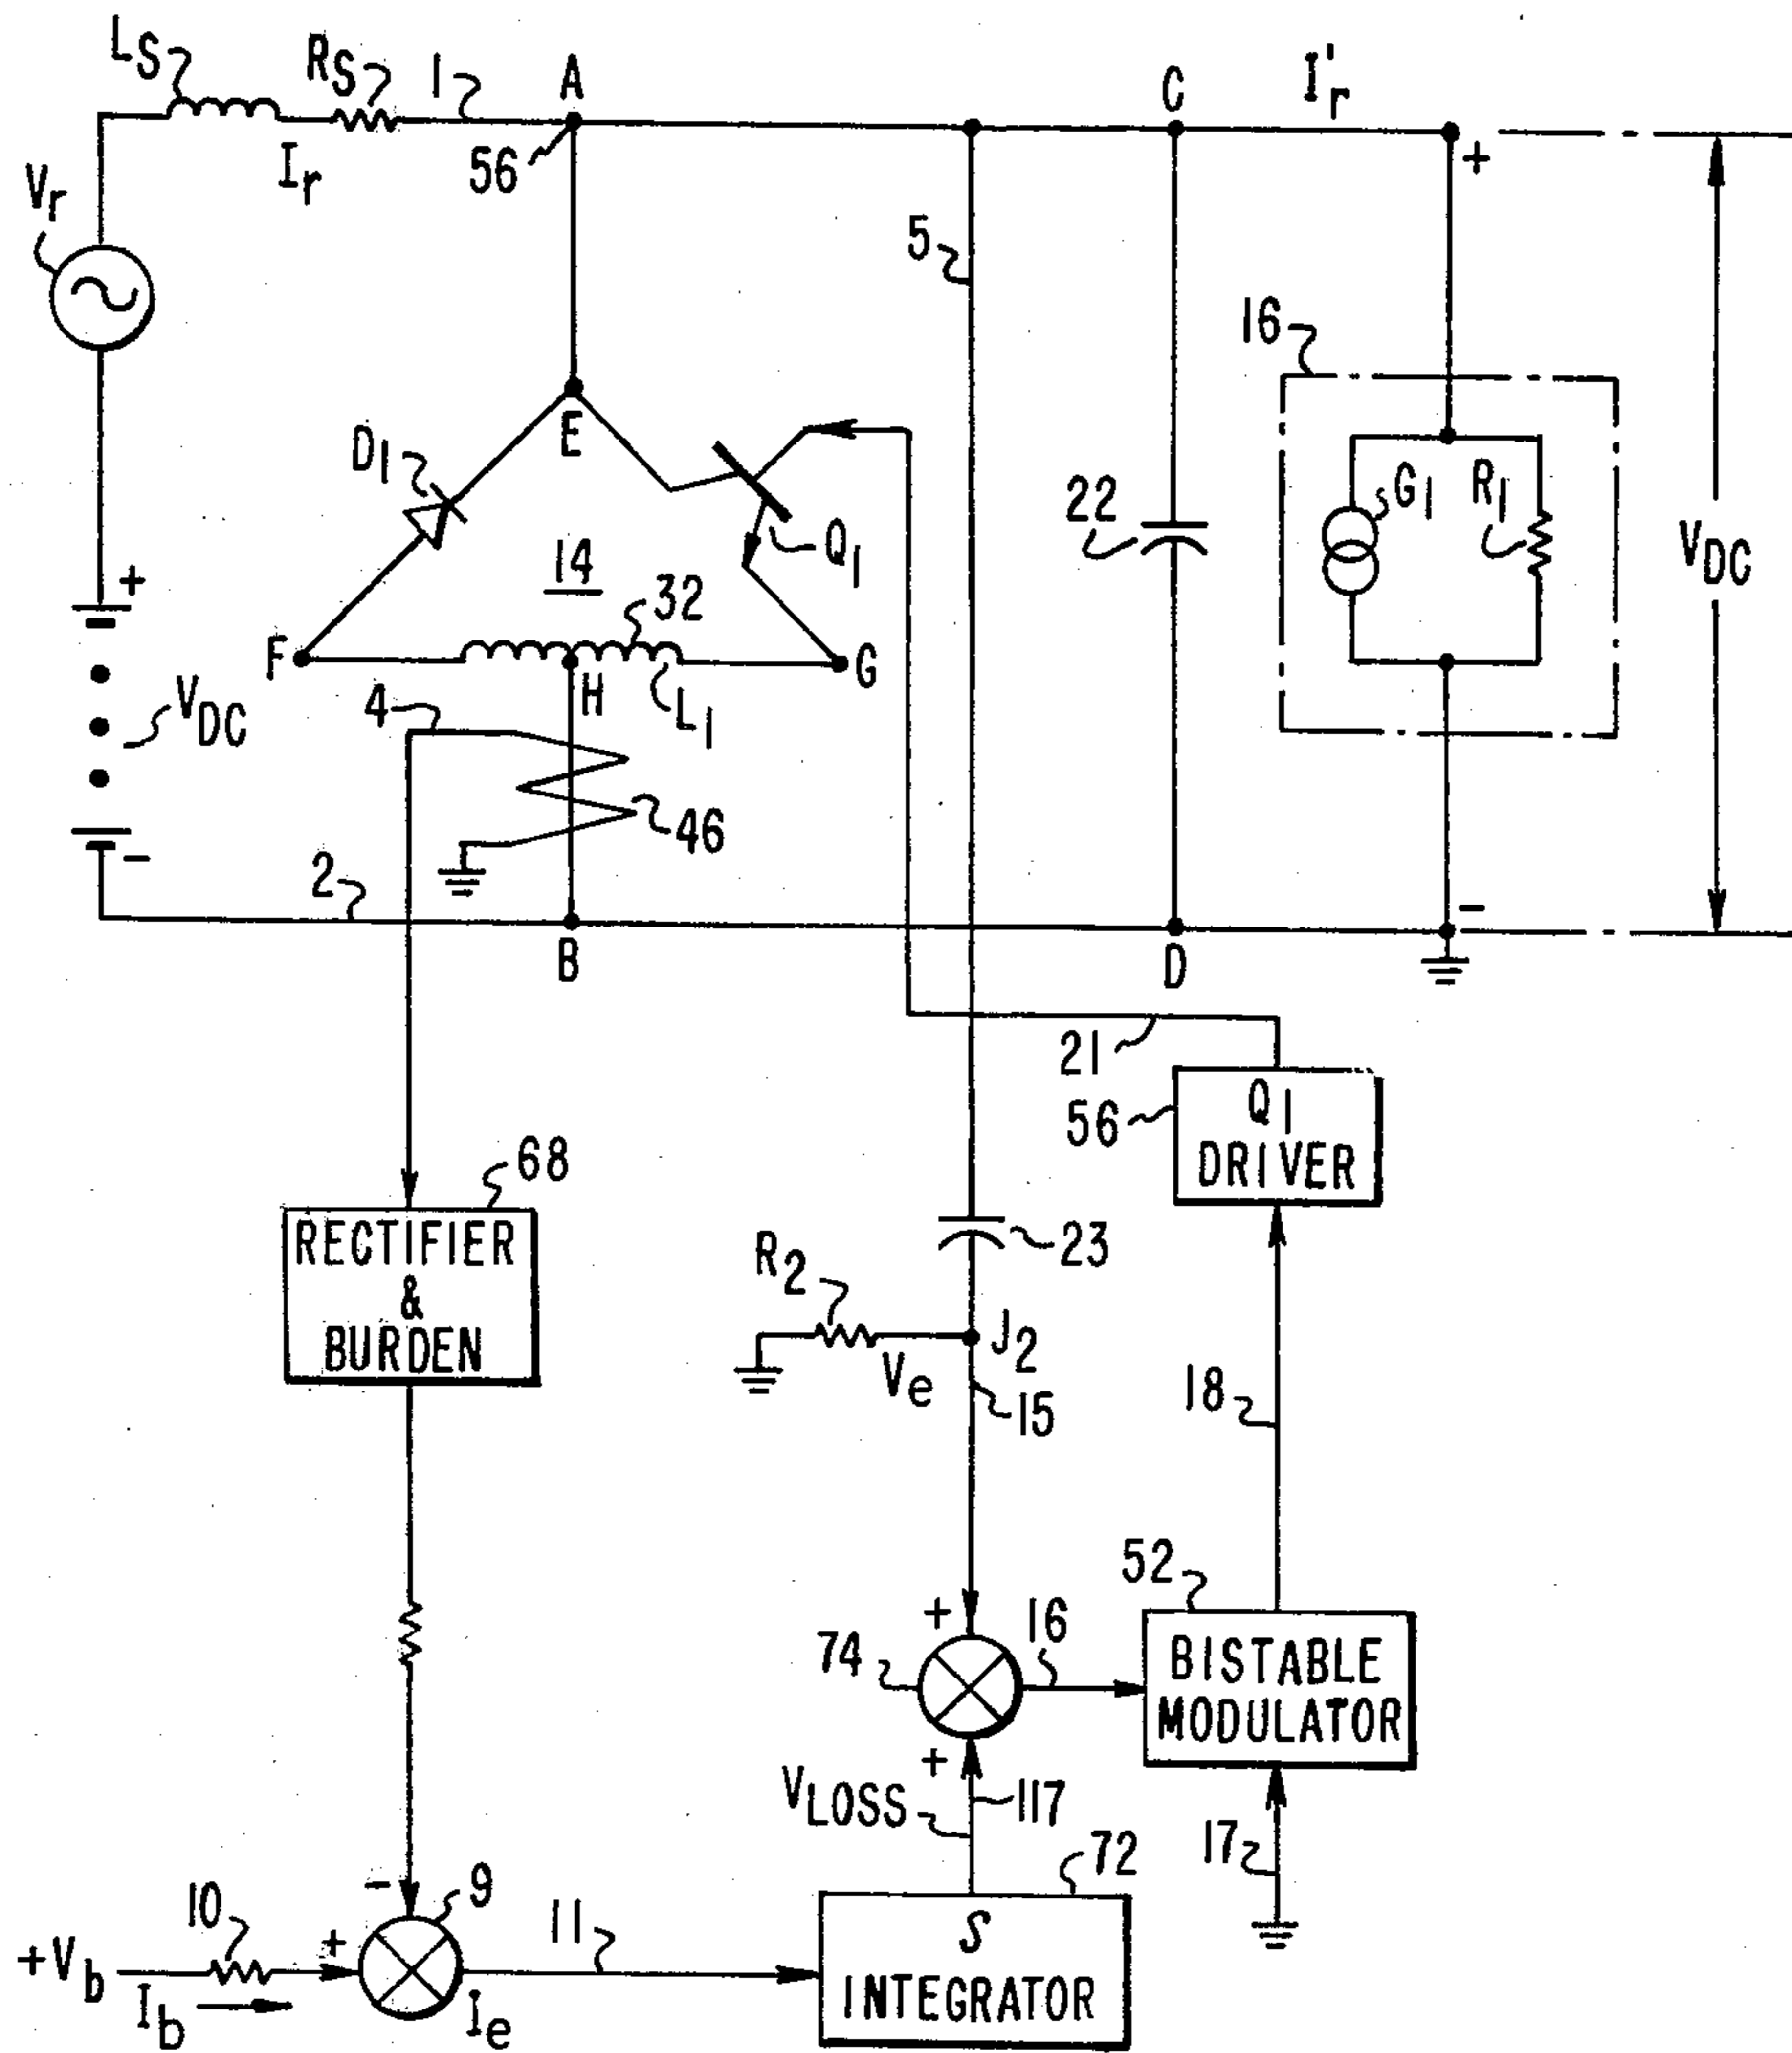 LS
RS
1
A
C
I'r
56
Ir
Vr
+
5
16
D1
E
Q1
22
G1
R1
VDC
14
32
+
F
H
L1
G
VDC
4
46
-
2
B
D
-
21
56
Q1
DRIVER
68
RECTIFIER
&
BURDEN
23
R2
J2
Ve
15
18
52
+
16
74
BISTABLE
MODULATOR
+
VLOSS
117
17
72
-
9
10
+
11
S
+Vb
Ib
Ie
INTEGRATOR